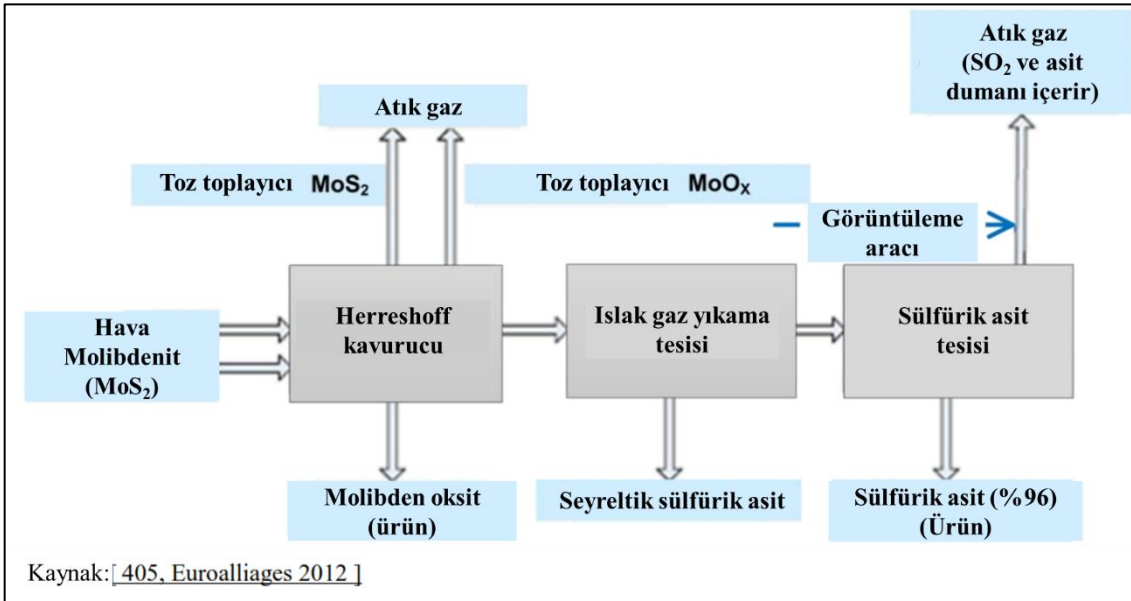 Atık gaz
(SO₂ ve asit
dumanı içerir)
Atık gaz
Toz toplayıcı MoS₂
Toz toplayıcı MoOₓ
Görüntüleme
aracı
Hava
Molibdenit
(MoS₂)
Herreshoff
kavurucu
Islak gaz yıkama
tesisi
Sülfürik asit
tesisi
Molibden oksit
(ürün)
Seyreltik sülfürik asit
Sülfürik asit (%96)
(Ürün)
Kaynak:[ 405, Euroalliages 2012 ]